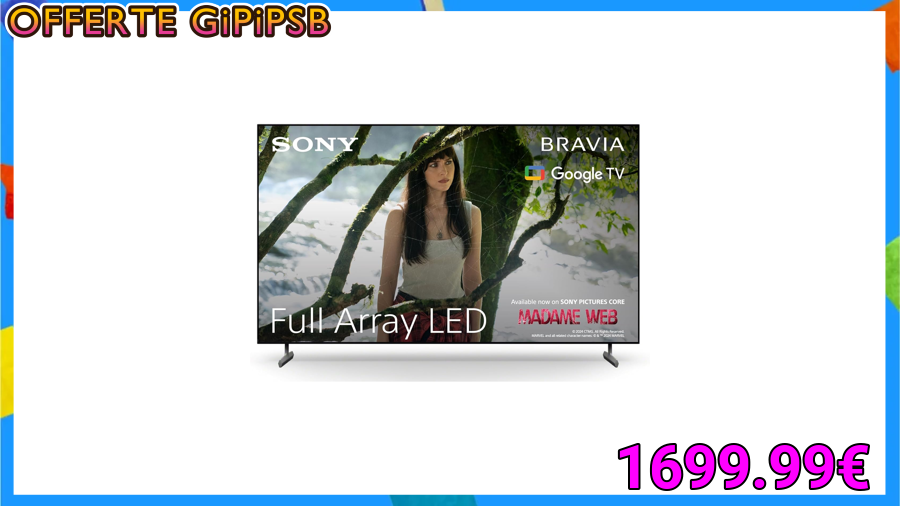 OFFERTE GiPiPSB
SONY
BRAVIA
Google TV
Available now on SONY PICTURES CORE
Full Array LED
MADAME WEB
1699.99€